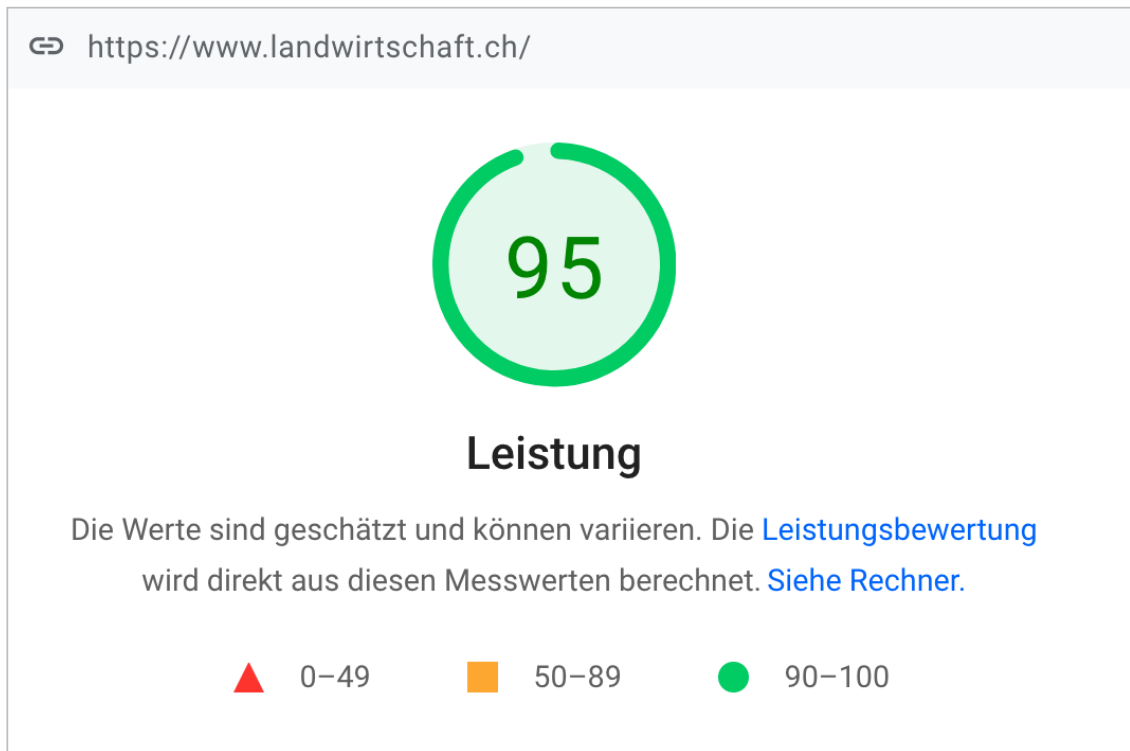 https://www.landwirtschaft.ch/
95
Leistung
Die Werte sind geschätzt und können variieren. Die Leistungsbewertung
wird direkt aus diesen Messwerten berechnet. Siehe Rechner.
0–49 50–89 90–100